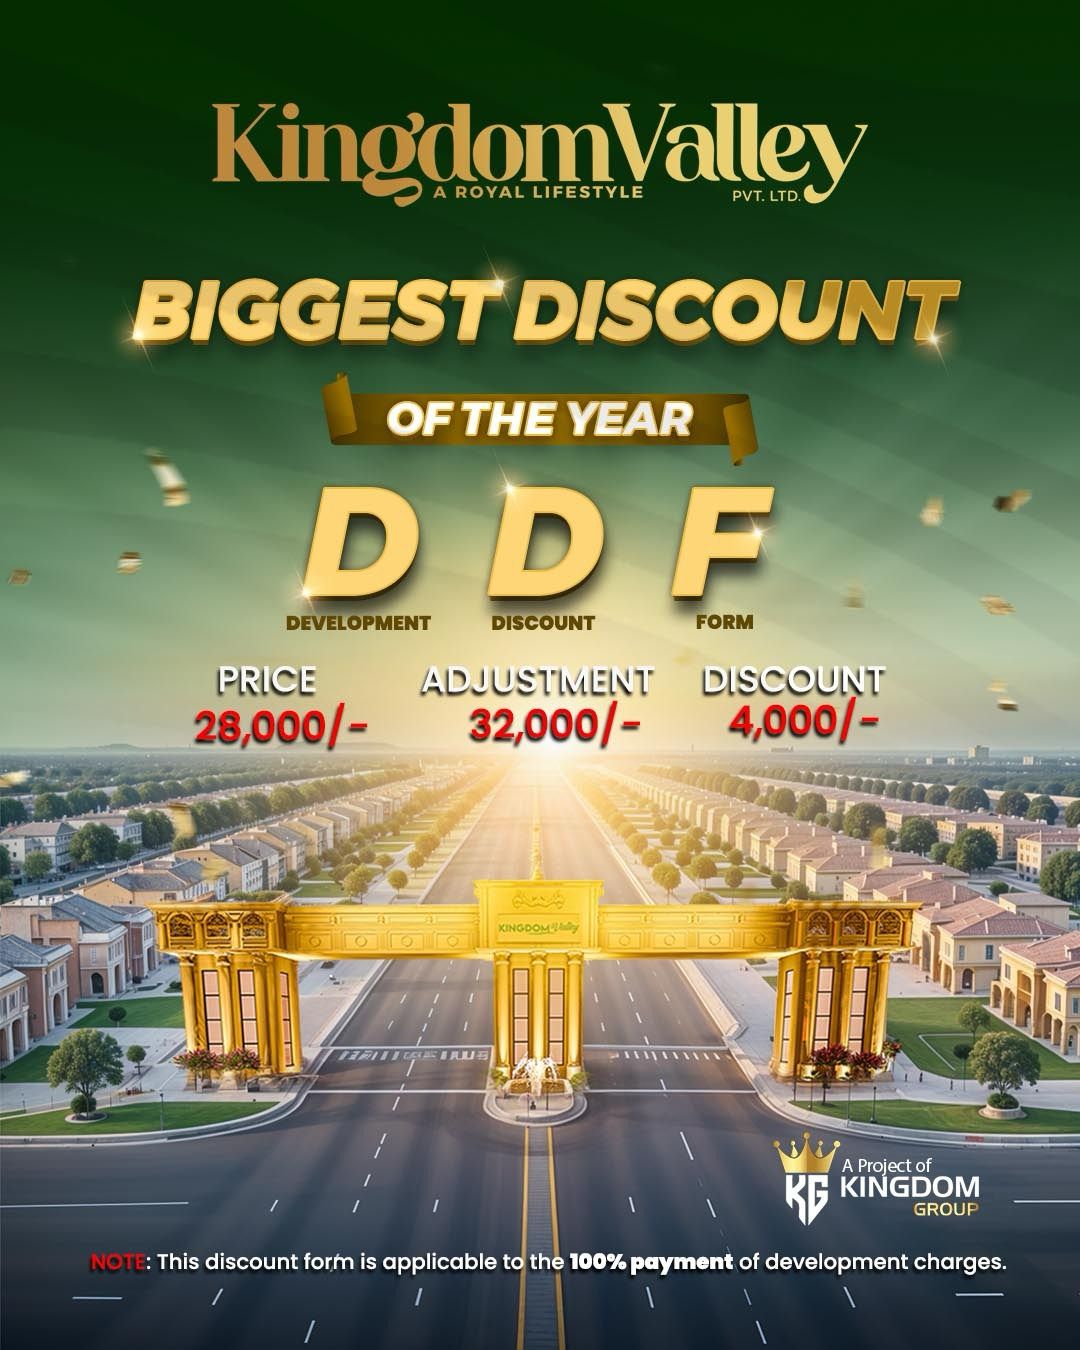 KingdomValley
A ROYAL LIFESTYLE
PVT. LTD.
BIGGEST DISCOUNT
OF THE YEAR
D D F
DEVELOPMENT DISCOUNT FORM
PRICE ADJUSTMENT DISCOUNT
28,000/- 32,000/- 4,000/-
KINGDOM Valley
A Project of
KG KINGDOM
GROUP
NOTE: This discount form is applicable to the 100% payment of development charges.